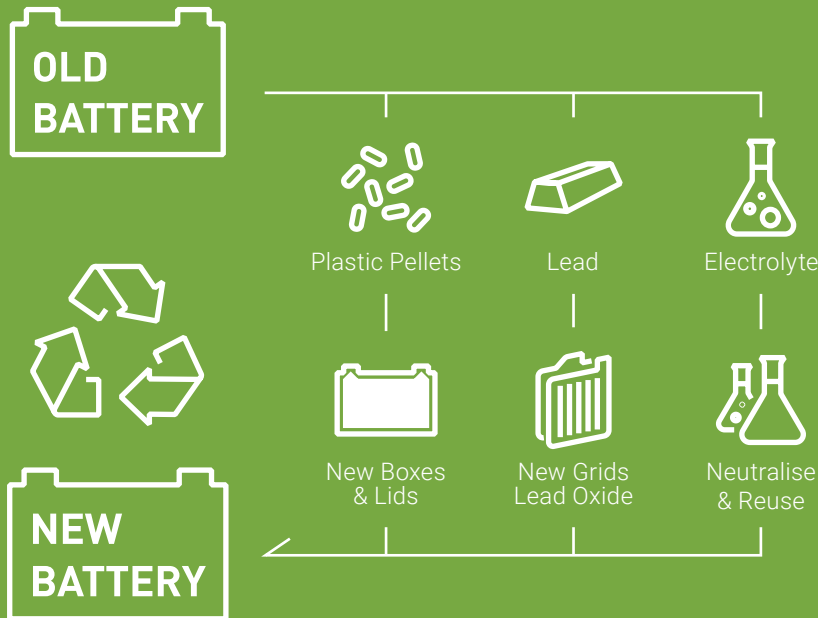 OLD
BATTERY
Plastic Pellets
Lead
Electrolyte
New Boxes
& Lids
New Grids
Lead Oxide
Neutralise
& Reuse
NEW
BATTERY